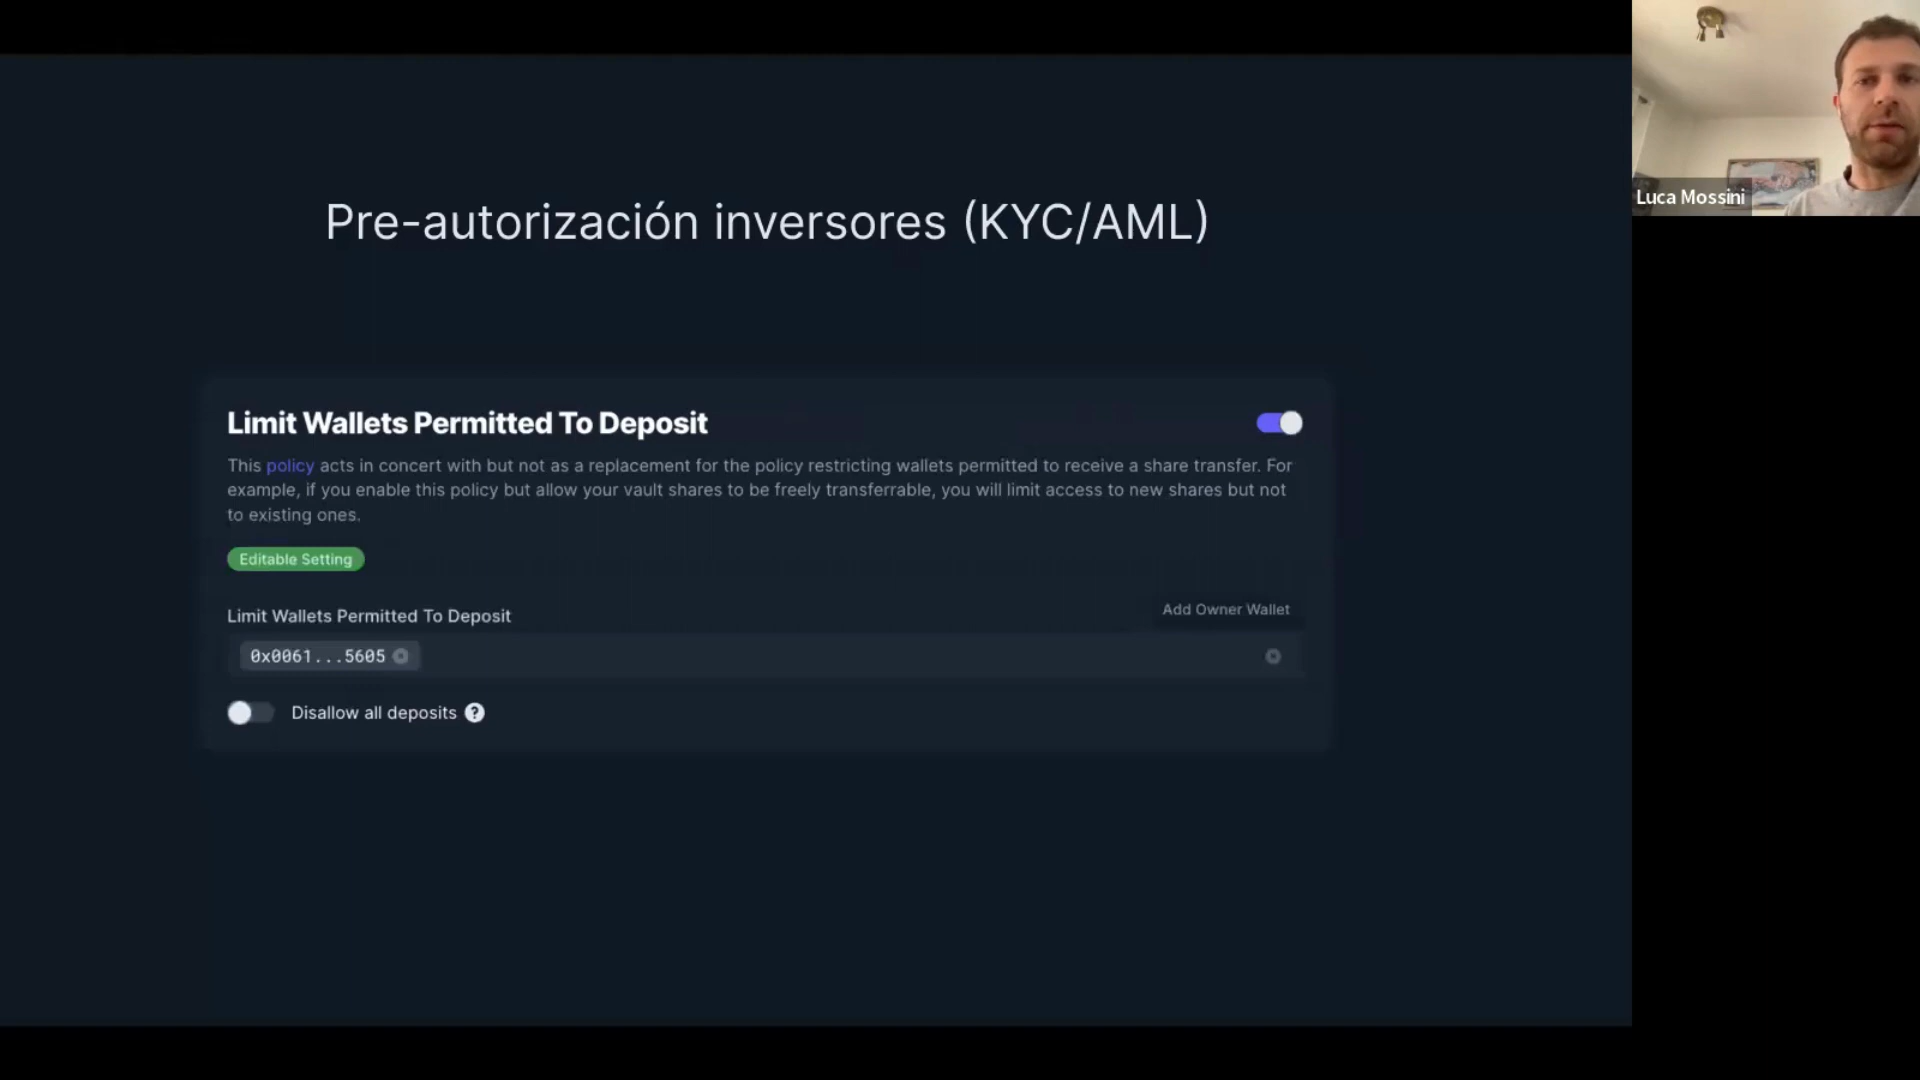 Luca Mossini
Pre-autorización inversores (KYC/AML)
Limit Wallets Permitted To Deposit
This policy acts in concert with but not as a replacement for the policy restricting wallets permitted to receive a share transfer. For
example, if you enable this policy but allow your vault shares to be freely transferrable, you will limit access to new shares but not
to existing ones.
Editable Setting
Limit Wallets Permitted To Deposit
Add Owner Wallet
0x0061...5605
Disallow all deposits ?